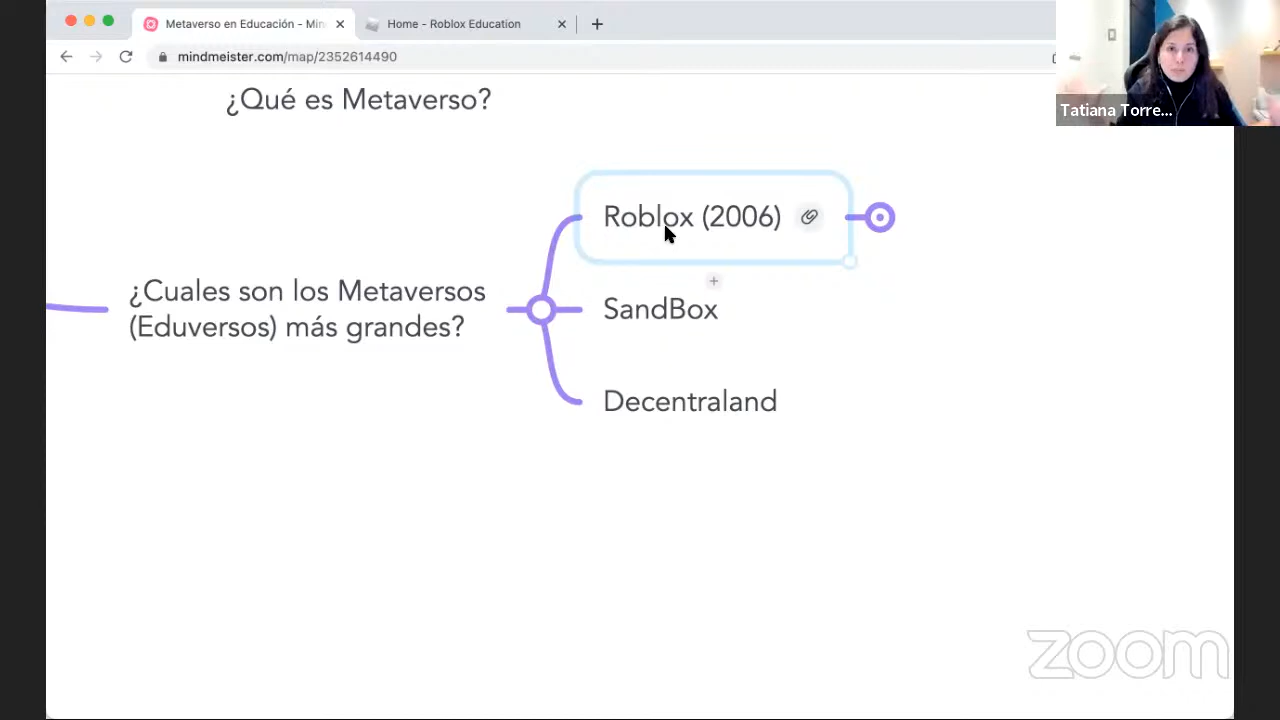 Metaverso en Educación - Min
Home - Roblox Education
mindmeister.com/map/2352614490
Tatiana Torre...
¿Qué es Metaverso?
Roblox (2006)
¿Cuales son los Metaversos
(Eduversos) más grandes?
SandBox
Decentraland
zoom